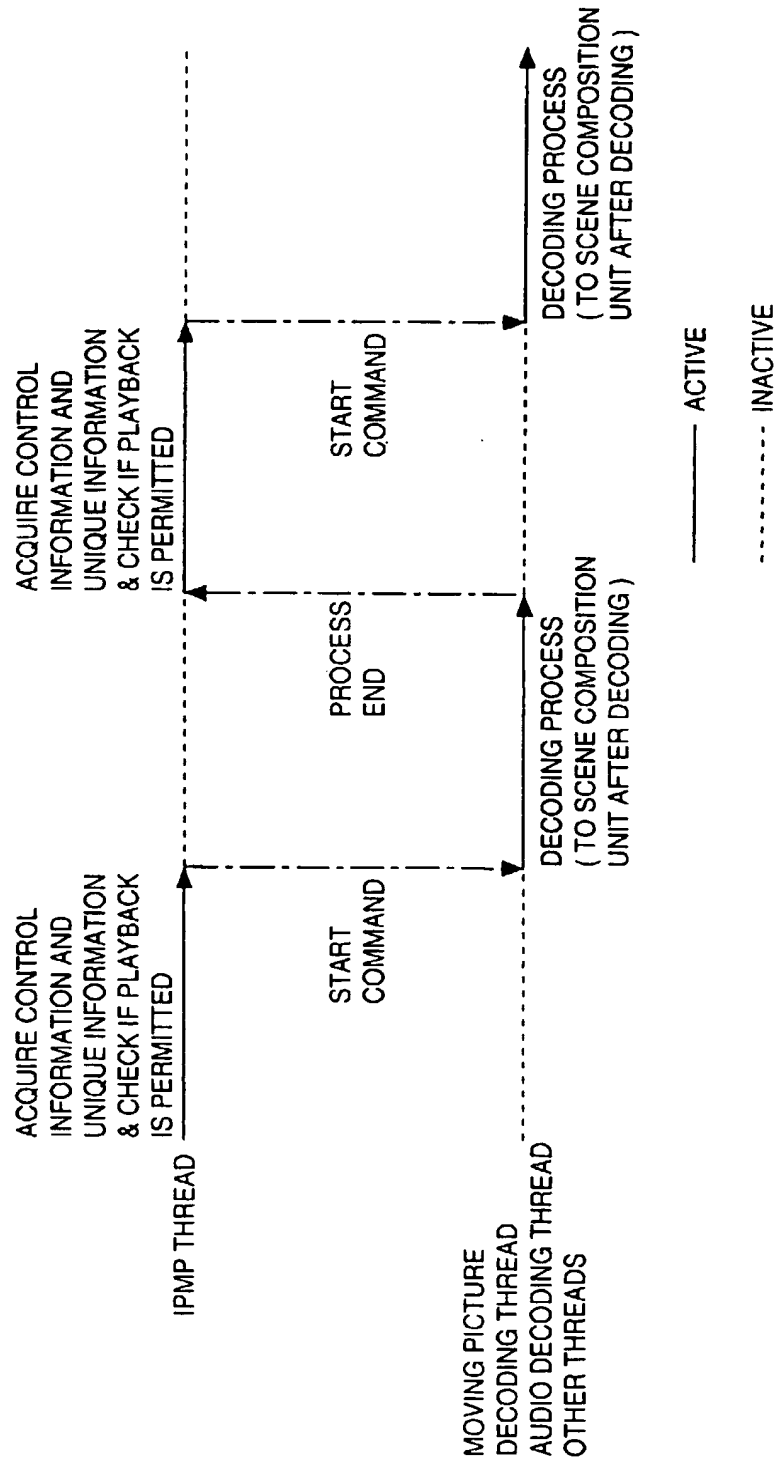 ACQUIRE CONTROL
INFORMATION AND
UNIQUE INFORMATION
& CHECK IF PLAYBACK
IS PERMITTED
ACQUIRE CONTROL
INFORMATION AND
UNIQUE INFORMATION
& CHECK IF PLAYBACK
IS PERMITTED
IPMP THREAD
START
COMMAND
PROCESS
END
START
COMMAND
MOVING PICTURE
DECODING THREAD
AUDIO DECODING THREAD
OTHER THREADS
DECODING PROCESS
( TO SCENE COMPOSITION
UNIT AFTER DECODING )
DECODING PROCESS
( TO SCENE COMPOSITION
UNIT AFTER DECODING )
ACTIVE
INACTIVE